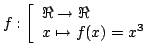 f : [ ℜ → ℜ
x ↦ f(x) = x³